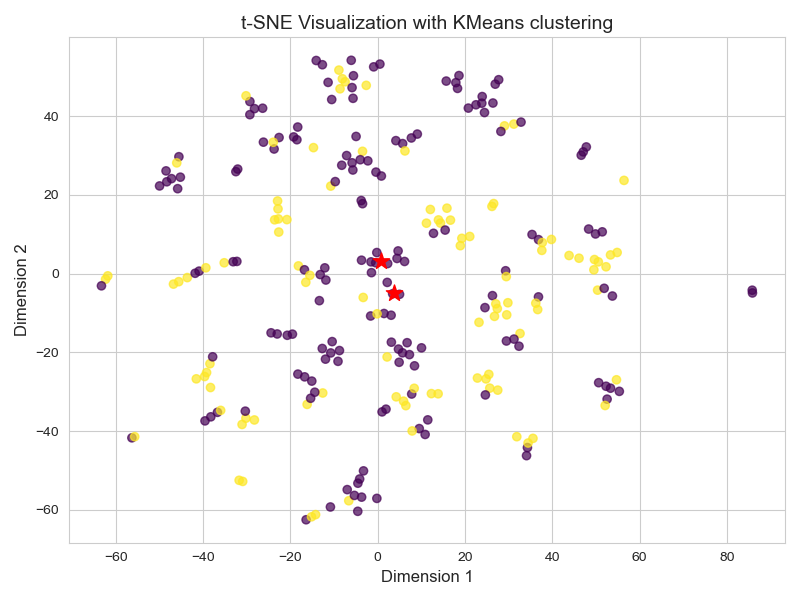 t-SNE Visualization with KMeans clustering
Dimension 2
40
20
0
−20
−40
−60
−60 −40 −20 0 20 40 60 80
Dimension 1